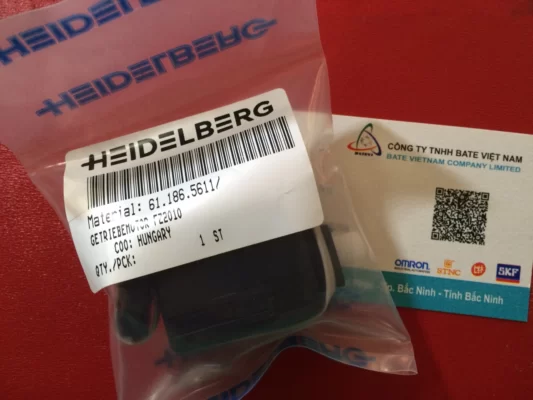 HEIDELBERG
HEIDELBERG
HEIDELBERG
Material: 61.186.5611/
GETRIEBEMOTOR FZ2010
COO: HUNGARY
QTY./PCK: 1 ST
CÔNG TY TNHH BATE VIỆT NAM
BATE VIETNAM COMPANY LIMITED
OMRON
STNC
SKF
p. Bắc Ninh - Tỉnh Bắc Ninh
HEIDELBERG